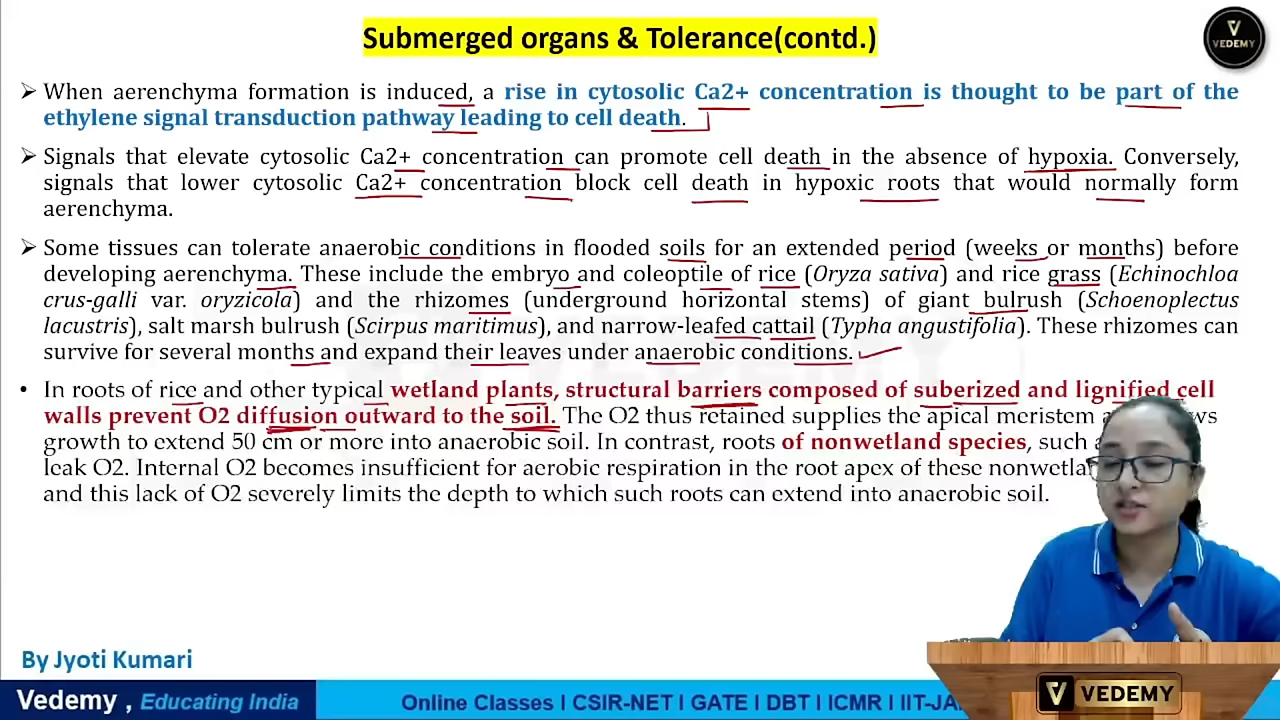 Submerged organs & Tolerance(contd.)
V
VEDEMY
➢ When aerenchyma formation is induced, a rise in cytosolic Ca2+ concentration is thought to be part of the
ethylene signal transduction pathway leading to cell death.
➢ Signals that elevate cytosolic Ca2+ concentration can promote cell death in the absence of hypoxia. Conversely,
signals that lower cytosolic Ca2+ concentration block cell death in hypoxic roots that would normally form
aerenchyma.
➢ Some tissues can tolerate anaerobic conditions in flooded soils for an extended period (weeks or months) before
developing aerenchyma. These include the embryo and coleoptile of rice (Oryza sativa) and rice grass (Echinochloa
crus-galli var. oryzicola) and the rhizomes (underground horizontal stems) of giant bulrush (Schoenoplectus
lacustris), salt marsh bulrush (Scirpus maritimus), and narrow-leafed cattail (Typha angustifolia). These rhizomes can
survive for several months and expand their leaves under anaerobic conditions.
• In roots of rice and other typical wetland plants, structural barriers composed of suberized and lignified cell
walls prevent O2 diffusion outward to the soil. The O2 thus retained supplies the apical meristem
growth to extend 50 cm or more into anaerobic soil. In contrast, roots of nonwetland species, such
leak O2. Internal O2 becomes insufficient for aerobic respiration in the root apex of these
and this lack of O2 severely limits the depth to which such roots can extend into anaerobic soil.
By Jyoti Kumari
Vedemy , Educating India
Online Classes I CSIR-NET I GATE I DBT I ICMR I
V VEDEMY